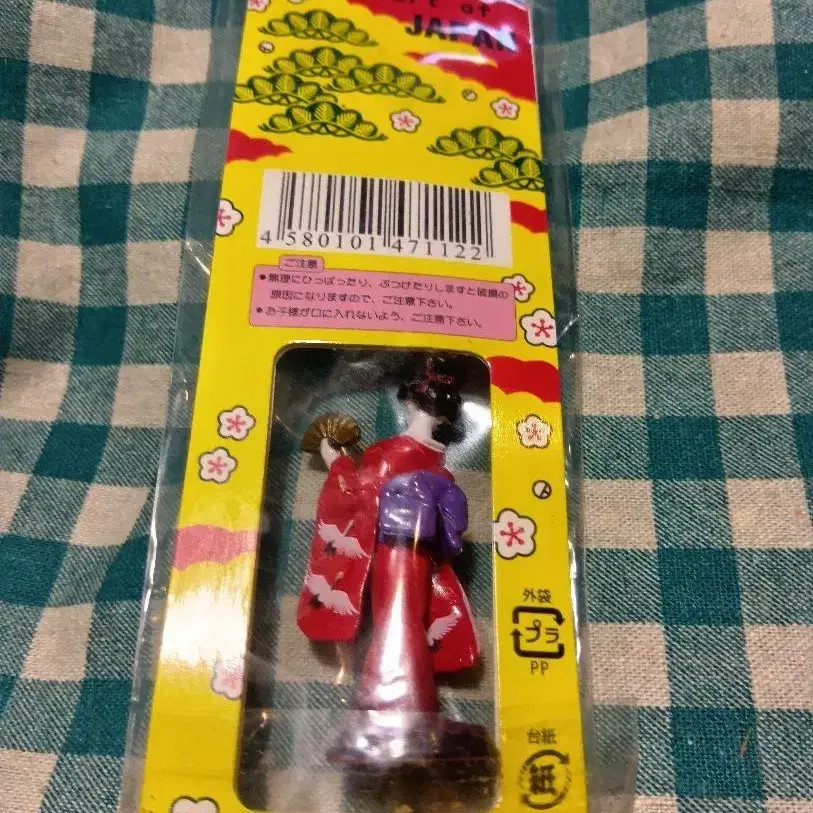 of
JAPAN
4 580101 471122
ご注意
●無理にひっぱったり、ぶつけたりしますと破損の
原因になりますので、ご注意下さい。
●お子様が口に入れないよう、ご注意下さい。
外袋
プラ
PP
台紙
紙